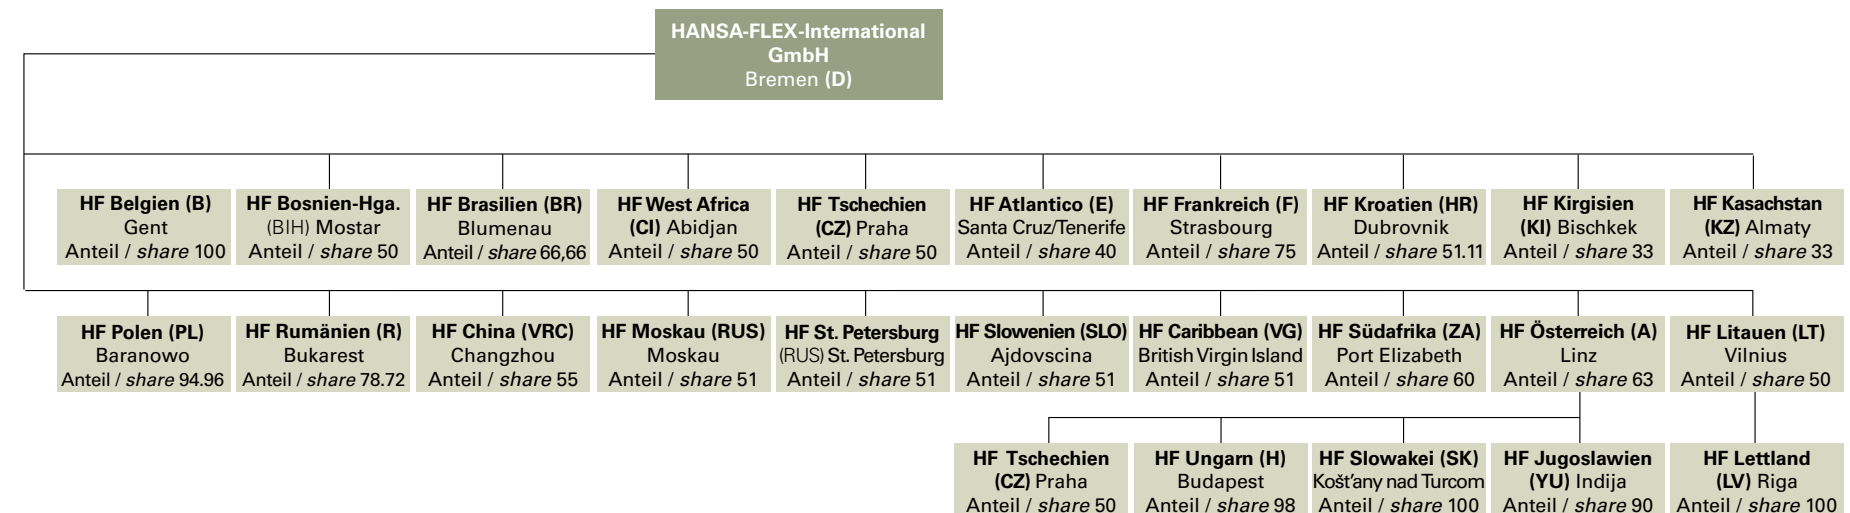 HANSA-FLEX-International
GmbH
Bremen (D)
HF Belgien (B)
Gent
Anteil / share 100
HF Bosnien-Hga.
(BIH) Mostar
Anteil / share 50
HF Brasilien (BR)
Blumenau
Anteil / share 66,66
HF West Africa
(CI) Abidjan
Anteil / share 50
HF Tschechien
(CZ) Praha
Anteil / share 50
HF Atlantico (E)
Santa Cruz/Tenerife
Anteil / share 40
HF Frankreich (F)
Strasbourg
Anteil / share 75
HF Kroatien (HR)
Dubrovnik
Anteil / share 51.11
HF Kirgisien
(KI) Bischkek
Anteil / share 33
HF Kasachstan
(KZ) Almaty
Anteil / share 33
HF Polen (PL)
Baranowo
Anteil / share 94.96
HF Rumänien (R)
Bukarest
Anteil / share 78.72
HF China (VRC)
Changzhou
Anteil / share 55
HF Moskau (RUS)
Moskau
Anteil / share 51
HF St. Petersburg
(RUS) St. Petersburg
Anteil / share 51
HF Slowenien (SLO)
Ajdovscina
Anteil / share 51
HF Caribbean (VG)
British Virgin Island
Anteil / share 51
HF Südafrika (ZA)
Port Elizabeth
Anteil / share 60
HF Österreich (A)
Linz
Anteil / share 63
HF Litauen (LT)
Vilnius
Anteil / share 50
HF Tschechien
(CZ) Praha
Anteil / share 50
HF Ungarn (H)
Budapest
Anteil / share 98
HF Slowakei (SK)
Košt'any nad Turcom
Anteil / share 100
HF Jugoslawien
(YU) Indija
Anteil / share 90
HF Lettland
(LV) Riga
Anteil / share 100